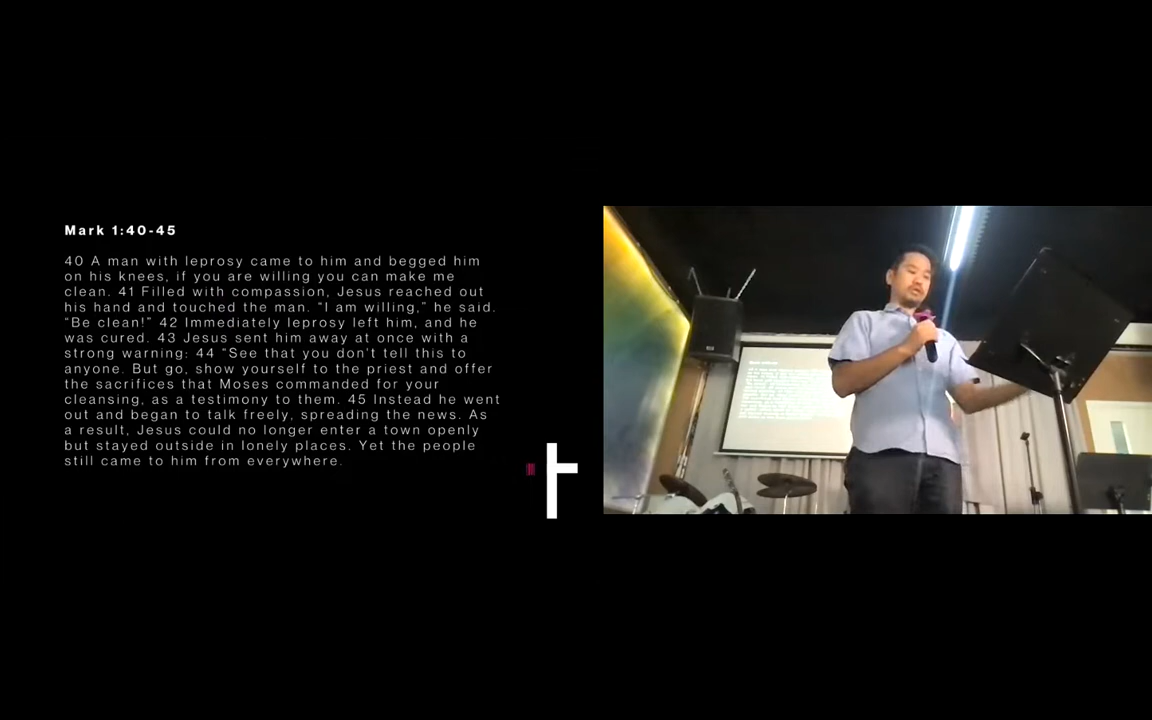 Mark 1:40-45
40 A man with leprosy came to him and begged him
on his knees, if you are willing you can make me
clean. 41 Filled with compassion, Jesus reached out
his hand and touched the man. "I am willing," he said.
"Be clean!" 42 Immediately leprosy left him, and he
was cured. 43 Jesus sent him away at once with a
strong warning: 44 "See that you don't tell this to
anyone. But go, show yourself to the priest and offer
the sacrifices that Moses commanded for your
cleansing, as a testimony to them. 45 Instead he went
out and began to talk freely, spreading the news. As
a result, Jesus could no longer enter a town openly
but stayed outside in lonely places. Yet the people
still came to him from everywhere.